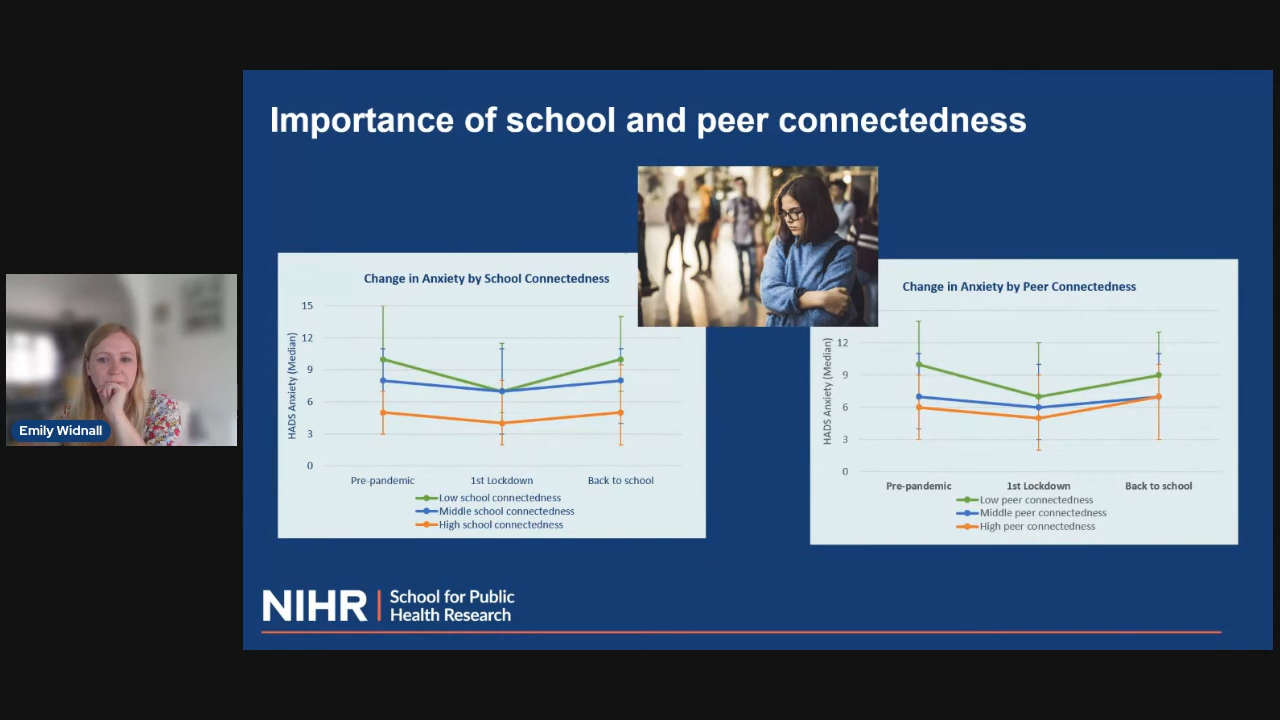 Importance of school and peer connectedness
Emily Widnall
Change in Anxiety by School Connectedness
HADS Anxiety (Median)
15
12
9
6
3
0
Pre-pandemic 1st Lockdown Back to school
Low school connectedness
Middle school connectedness
High school connectedness
Change in Anxiety by Peer Connectedness
HADS Anxiety (Median)
12
9
6
3
0
Pre-pandemic 1st Lockdown Back to school
Low peer connectedness
Middle peer connectedness
High peer connectedness
NIHR School for Public
Health Research